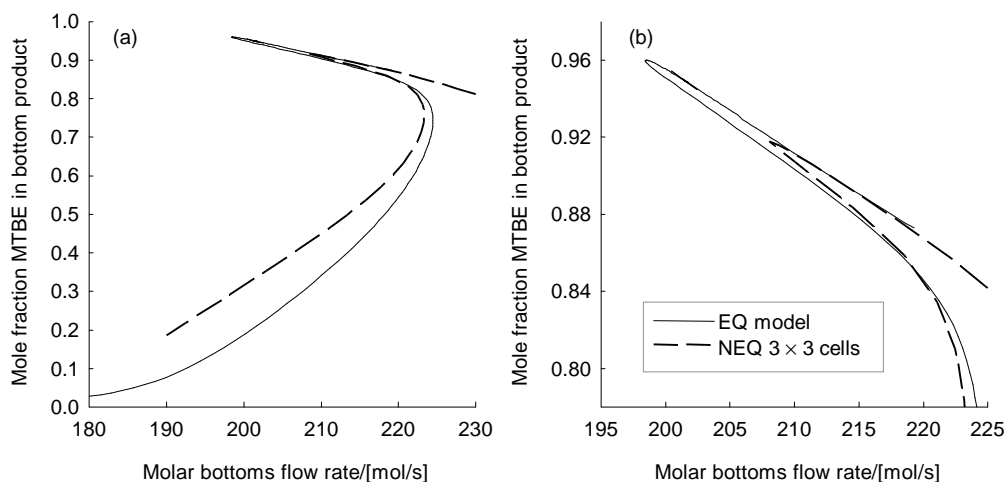 (a)
Mole fraction MTBE in bottom product
1.0
0.9
0.8
0.7
0.6
0.5
0.4
0.3
0.2
0.1
0.0
180 190 200 210 220 230
Molar bottoms flow rate/[mol/s]
(b)
Mole fraction MTBE in bottom product
0.96
0.92
0.88
0.84
0.80
EQ model
NEQ 3 × 3 cells
195 200 205 210 215 220 225
Molar bottoms flow rate/[mol/s]